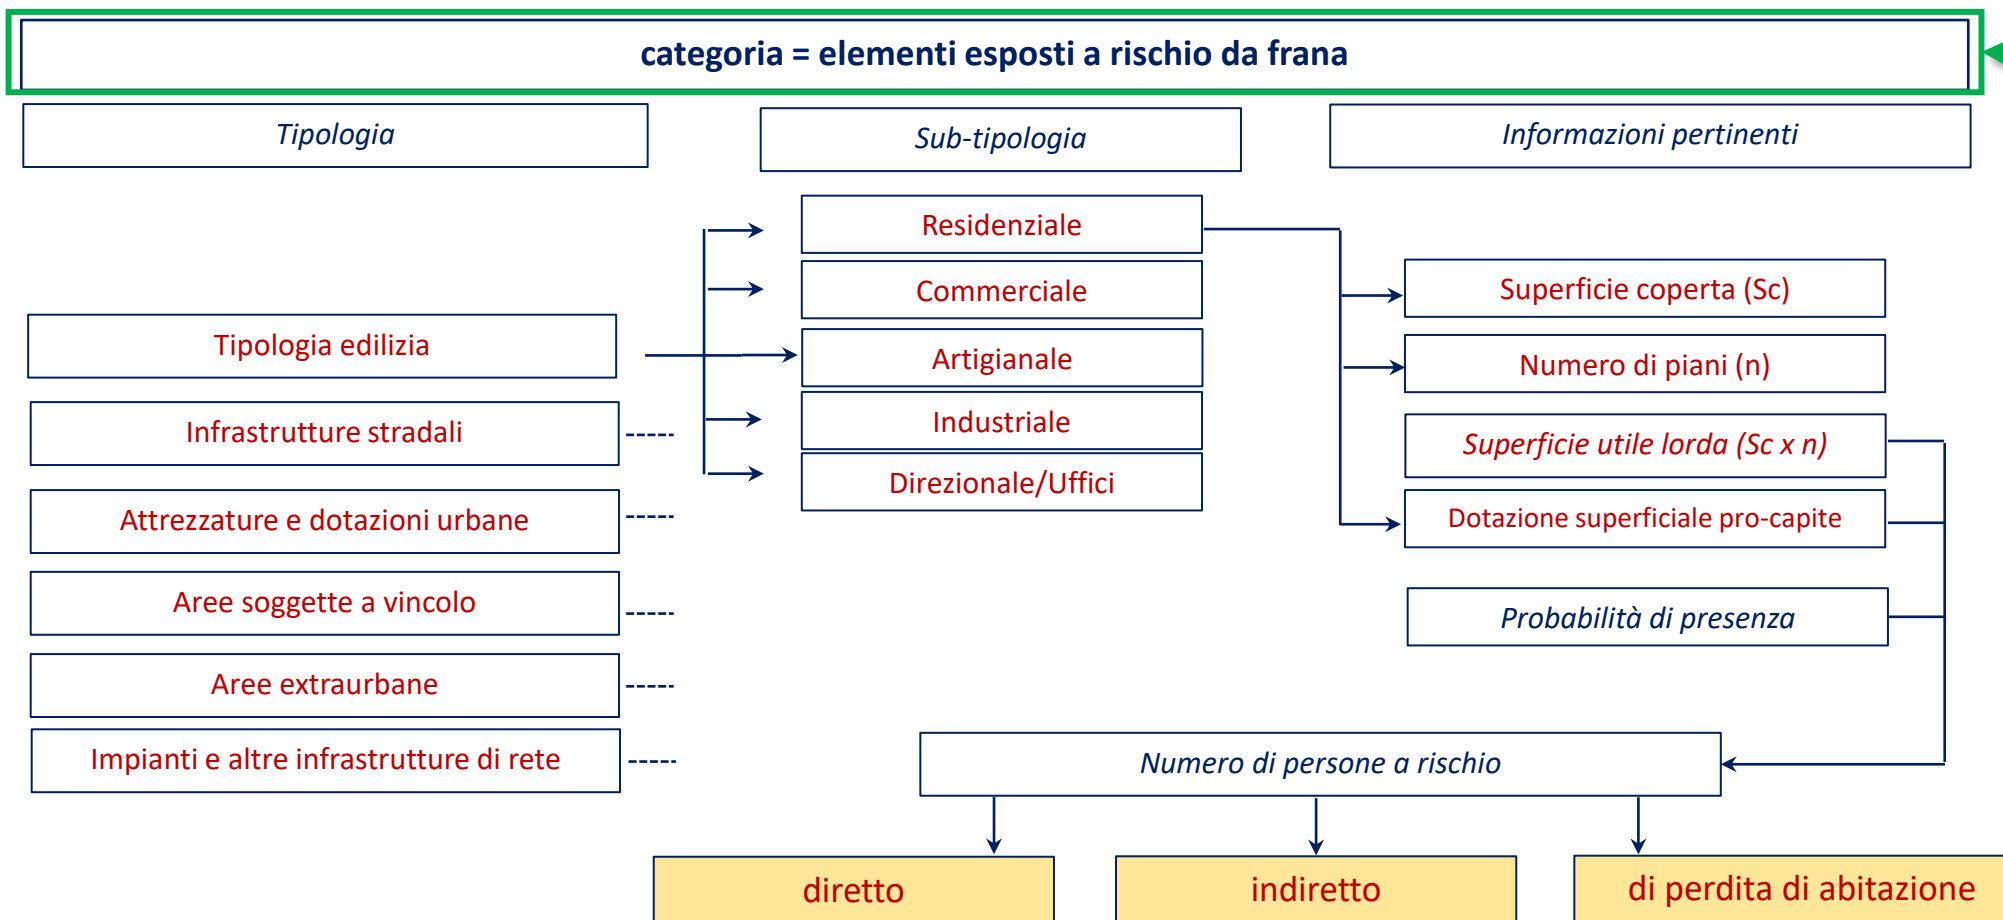 categoria = elementi esposti a rischio da frana
Tipologia
Sub-tipologia
Informazioni pertinenti
Tipologia edilizia
Infrastrutture stradali
Attrezzature e dotazioni urbane
Aree soggette a vincolo
Aree extraurbane
Impianti e altre infrastrutture di rete
Residenziale
Commerciale
Artigianale
Industriale
Direzionale/Uffici
Superficie coperta (Sc)
Numero di piani (n)
Superficie utile lorda (Sc x n)
Dotazione superficiale pro-capite
Probabilità di presenza
Numero di persone a rischio
diretto
indiretto
di perdita di abitazione